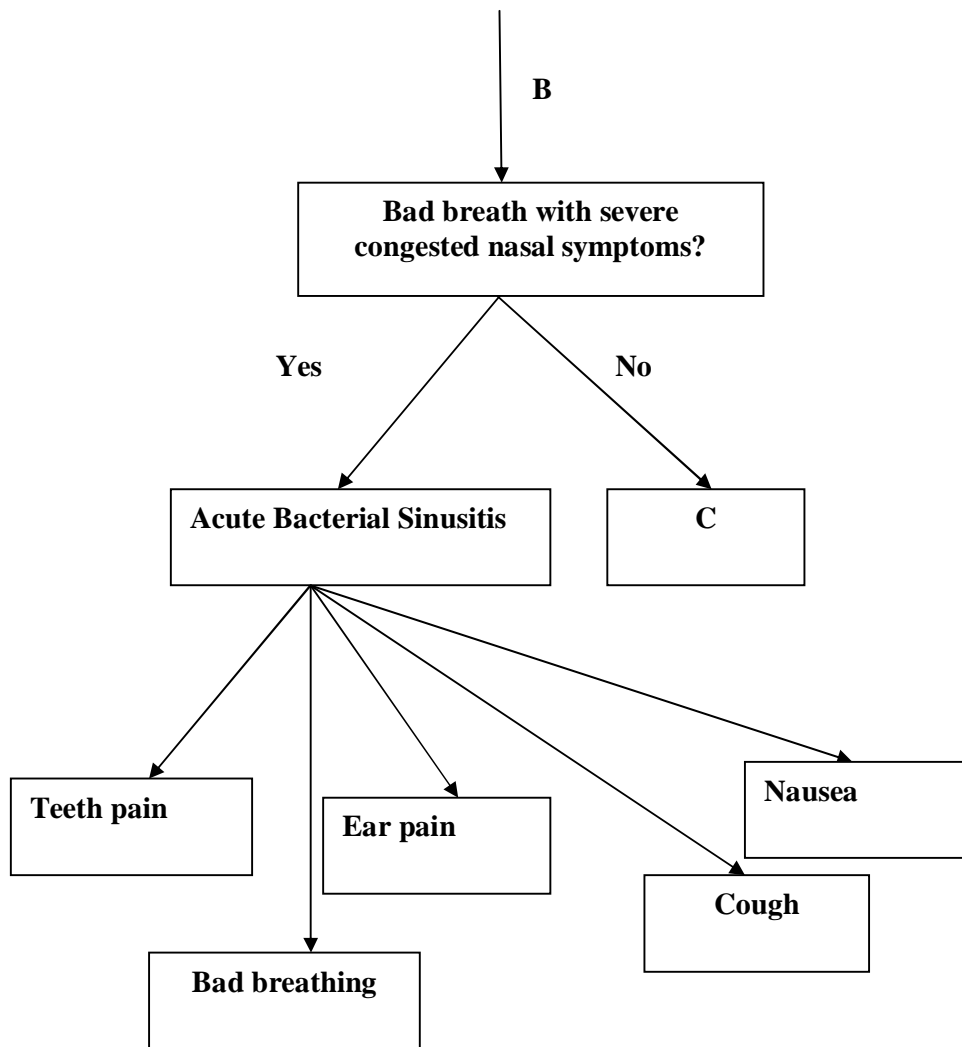 B
Bad breath with severe
congested nasal symptoms?
Yes
No
Acute Bacterial Sinusitis
C
Teeth pain
Ear pain
Nausea
Cough
Bad breathing